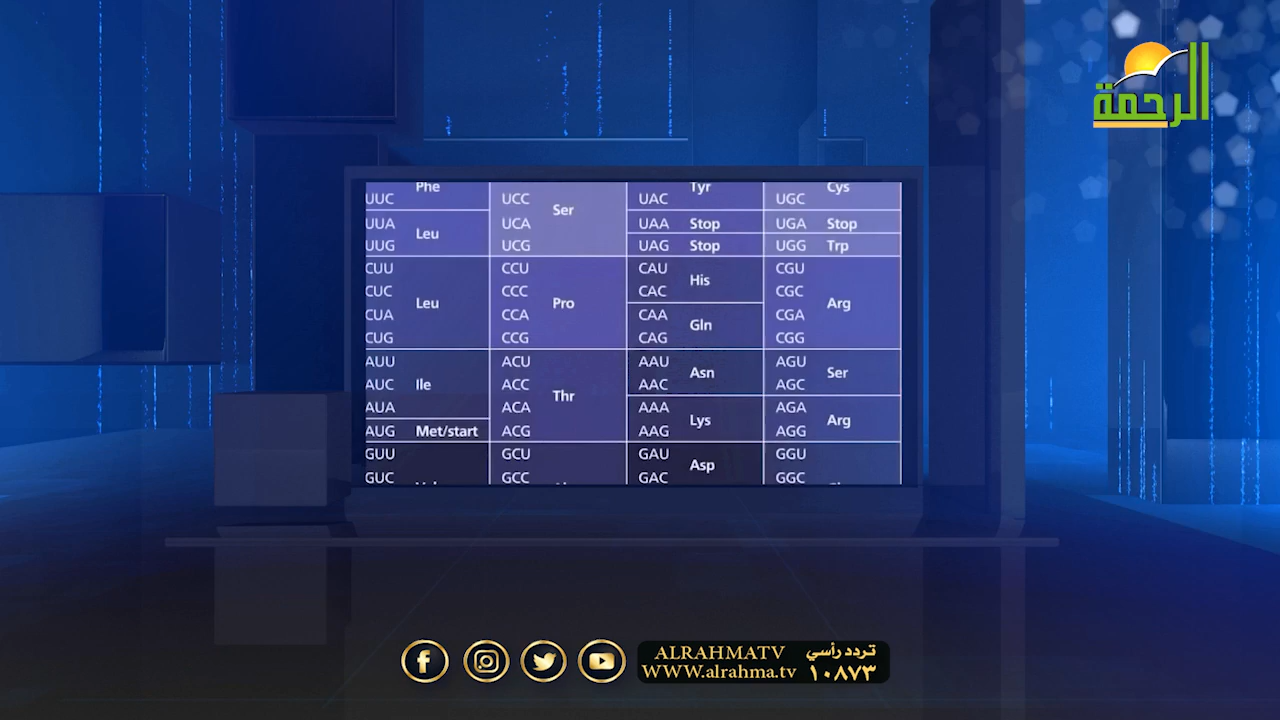 الرحمة
Phe Tyr Cys
UUC UCC UAC UGC
Ser
UUA UCA UAA Stop UGA Stop
Leu
UUG UCG UAG Stop UGG Trp
CUU CCU CAU CGU
His
CUC CCC CAC CGC
Leu Pro Arg
CUA CCA CAA CGA
Gln
CUG CCG CAG CGG
AUU ACU AAU AGU
Asn Ser
AUC Ile ACC AAC AGC
Thr
AUA ACA AAA AGA
Lys Arg
AUG Met/start ACG AAG AGG
GUU GCU GAU GGU
Asp
GUC GCC GAC GGC
ALRAHMATV تردد رأسي
WWW.alrahma.tv ١٠٨٧٣